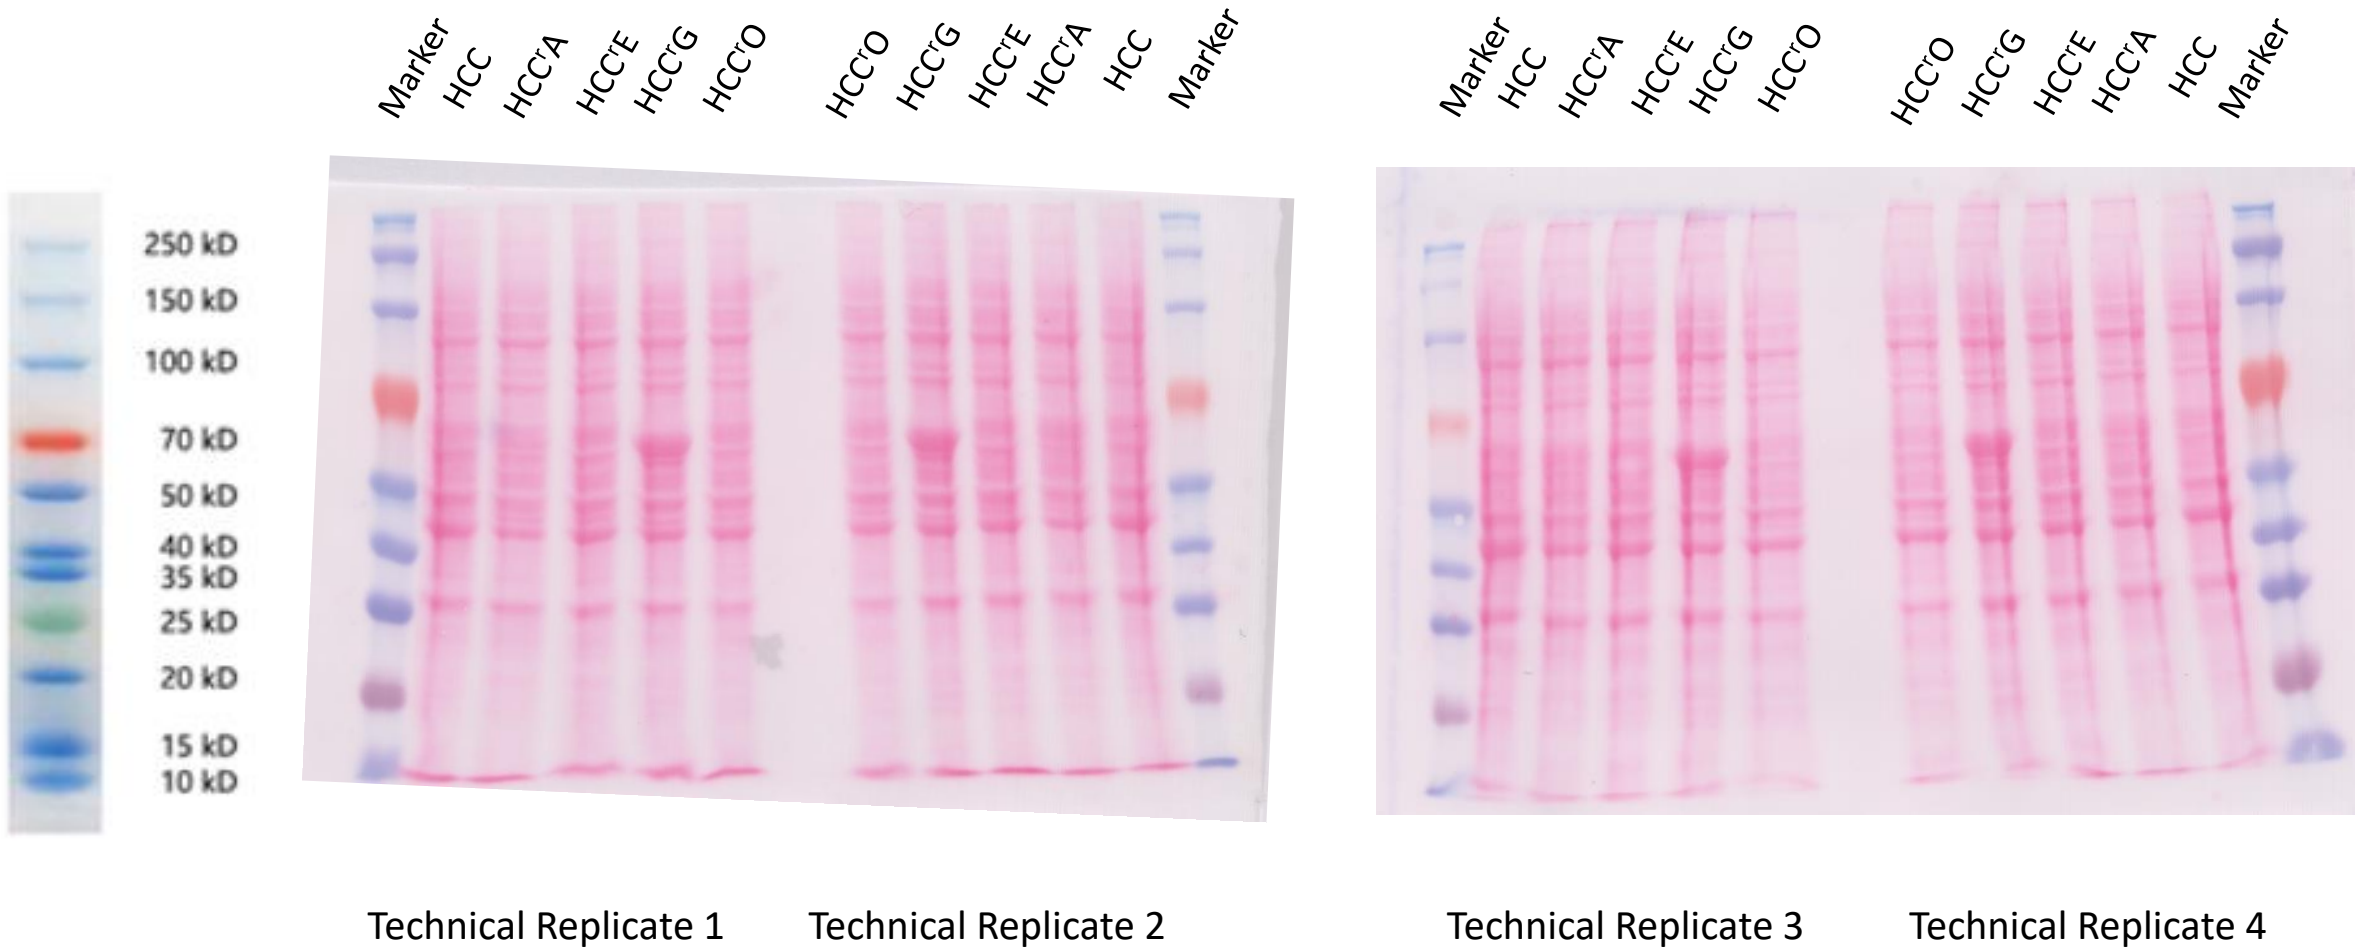 Marker HCC HCCʳA HCCʳE HCCʳG HCCʳO HCCʳO HCCʳG HCCʳE HCCʳA HCC Marker Marker HCC HCCʳA HCCʳE HCCʳG HCCʳO HCCʳO HCCʳG HCCʳE HCCʳA HCC Marker
250 kD
150 kD
100 kD
70 kD
50 kD
40 kD
35 kD
25 kD
20 kD
15 kD
10 kD
Technical Replicate 1 Technical Replicate 2 Technical Replicate 3 Technical Replicate 4